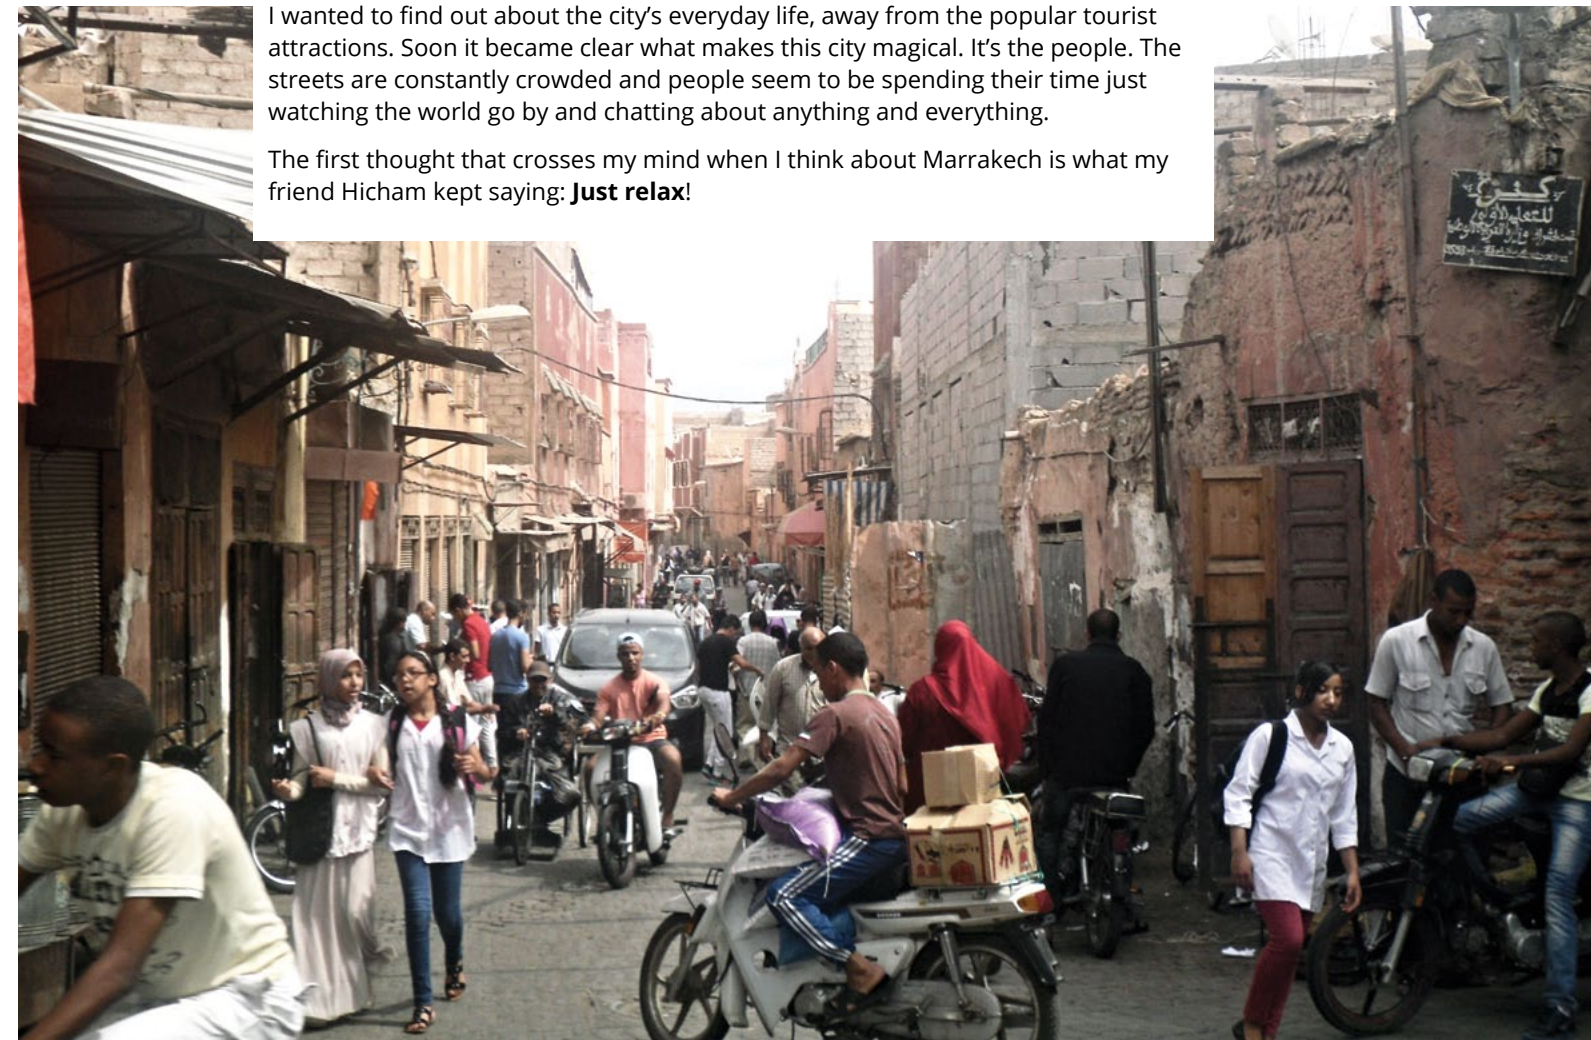 I wanted to find out about the city’s everyday life, away from the popular tourist
attractions. Soon it became clear what makes this city magical. It’s the people. The
streets are constantly crowded and people seem to be spending their time just
watching the world go by and chatting about anything and everything.
The first thought that crosses my mind when I think about Marrakech is what my
friend Hicham kept saying: Just relax!
للتعليم الأولي